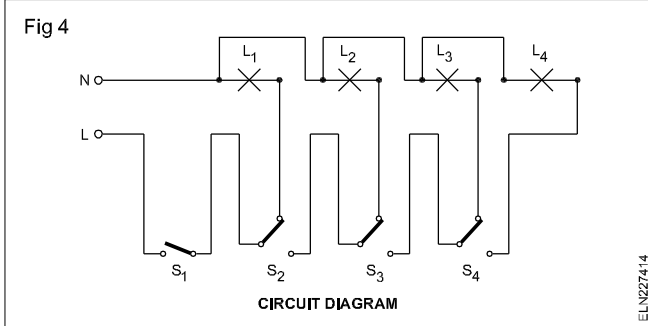 Fig 4
L1 L2 L3 L4
N
L
S1 S2 S3 S4
CIRCUIT DIAGRAM
ELN227414